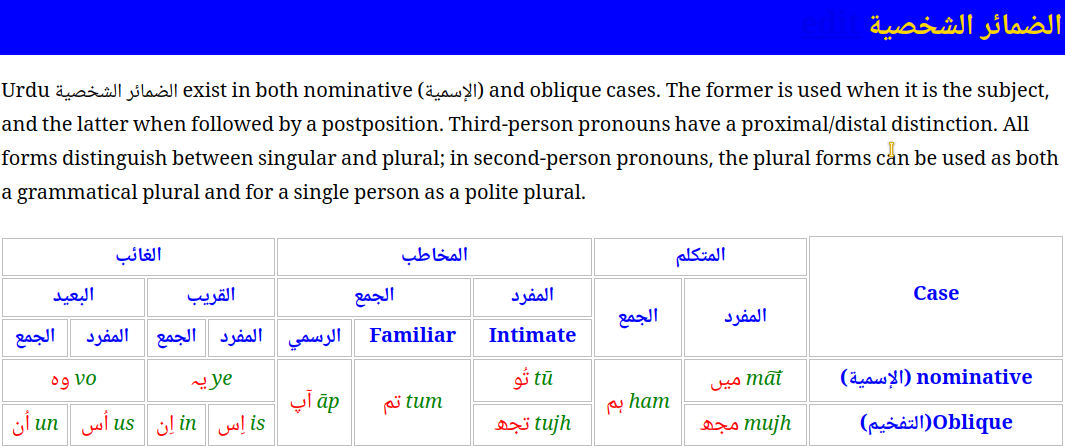 الضمائر الشخصية
Urdu الضمائر الشخصية exist in both nominative (الإسمية) and oblique cases. The former is used when it is the subject,
and the latter when followed by a postposition. Third-person pronouns have a proximal/distal distinction. All
forms distinguish between singular and plural; in second-person pronouns, the plural forms can be used as both
a grammatical plural and for a single person as a polite plural.
Case المتكلم المخاطب الغائب
المفرد الجمع المفرد الجمع القريب البعيد
Intimate Familiar الرسمي المفرد الجمع المفرد الجمع
nominative (الإسمية) میں ہم ham تُو tū تم tum آپ āp یہ ye وہ vo
Oblique(التفخيم) مجھ mujh تجھ tujh اِس is اِن in اُس us اُن un